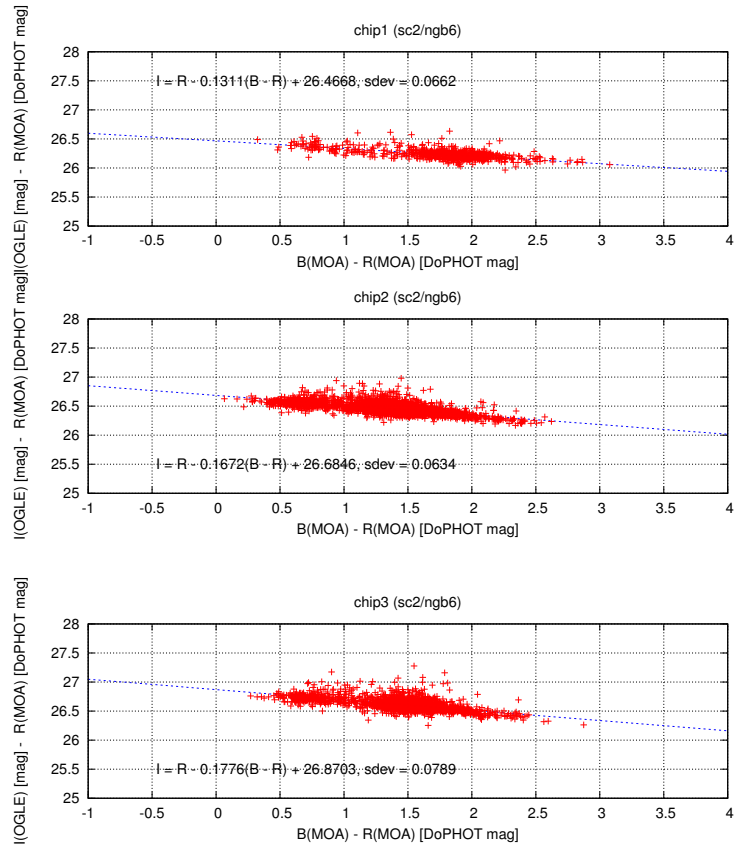 chip1 (sc2/ngb6)
I(OGLE) [mag] - R(MOA) [DoPHOT mag]
28
27.5
27
26.5
26
25.5
25
I = R - 0.1311(B - R) + 26.4668, sdev = 0.0662
-1 -0.5 0 0.5 1 1.5 2 2.5 3 3.5 4
B(MOA) - R(MOA) [DoPHOT mag]
chip2 (sc2/ngb6)
I(OGLE) [mag] - R(MOA) [DoPHOT mag]
28
27.5
27
26.5
26
25.5
25
I = R - 0.1672(B - R) + 26.6846, sdev = 0.0634
-1 -0.5 0 0.5 1 1.5 2 2.5 3 3.5 4
B(MOA) - R(MOA) [DoPHOT mag]
chip3 (sc2/ngb6)
I(OGLE) [mag] - R(MOA) [DoPHOT mag]
28
27.5
27
26.5
26
25.5
25
I = R - 0.1776(B - R) + 26.8703, sdev = 0.0789
-1 -0.5 0 0.5 1 1.5 2 2.5 3 3.5 4
B(MOA) - R(MOA) [DoPHOT mag]